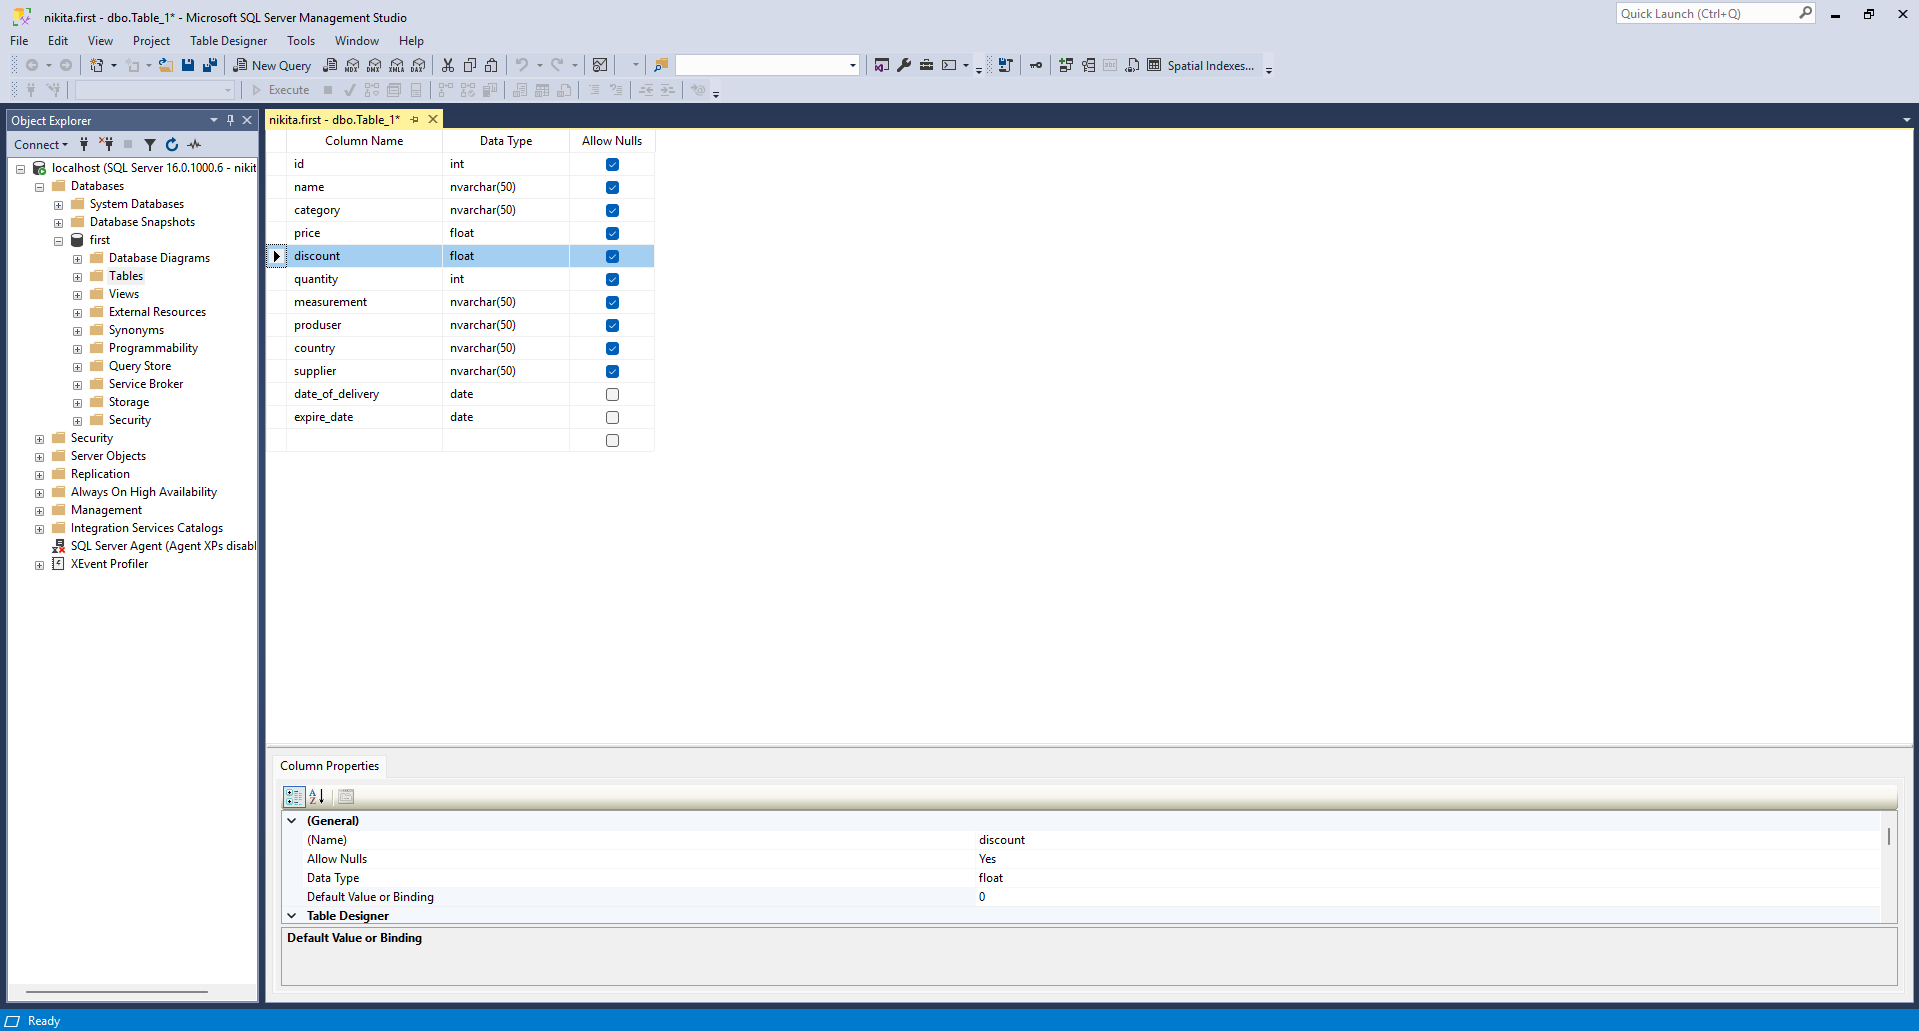 nikita.first - dbo.Table_1* - Microsoft SQL Server Management Studio
Quick Launch (Ctrl+Q)
File Edit View Project Table Designer Tools Window Help
New Query MDX DMX XMLA DAX Spatial Indexes...
Execute
Object Explorer
Connect
localhost (SQL Server 16.0.1000.6 - nikit
Databases
System Databases
Database Snapshots
first
Database Diagrams
Tables
Views
External Resources
Synonyms
Programmability
Query Store
Service Broker
Storage
Security
Security
Server Objects
Replication
Always On High Availability
Management
Integration Services Catalogs
SQL Server Agent (Agent XPs disabl
XEvent Profiler
nikita.first - dbo.Table_1*
Column Name Data Type Allow Nulls
id int
name nvarchar(50)
category nvarchar(50)
price float
discount float
quantity int
measurement nvarchar(50)
produser nvarchar(50)
country nvarchar(50)
supplier nvarchar(50)
date_of_delivery date
expire_date date
Column Properties
(General)
(Name) discount
Allow Nulls Yes
Data Type float
Default Value or Binding 0
Table Designer
Default Value or Binding
Ready